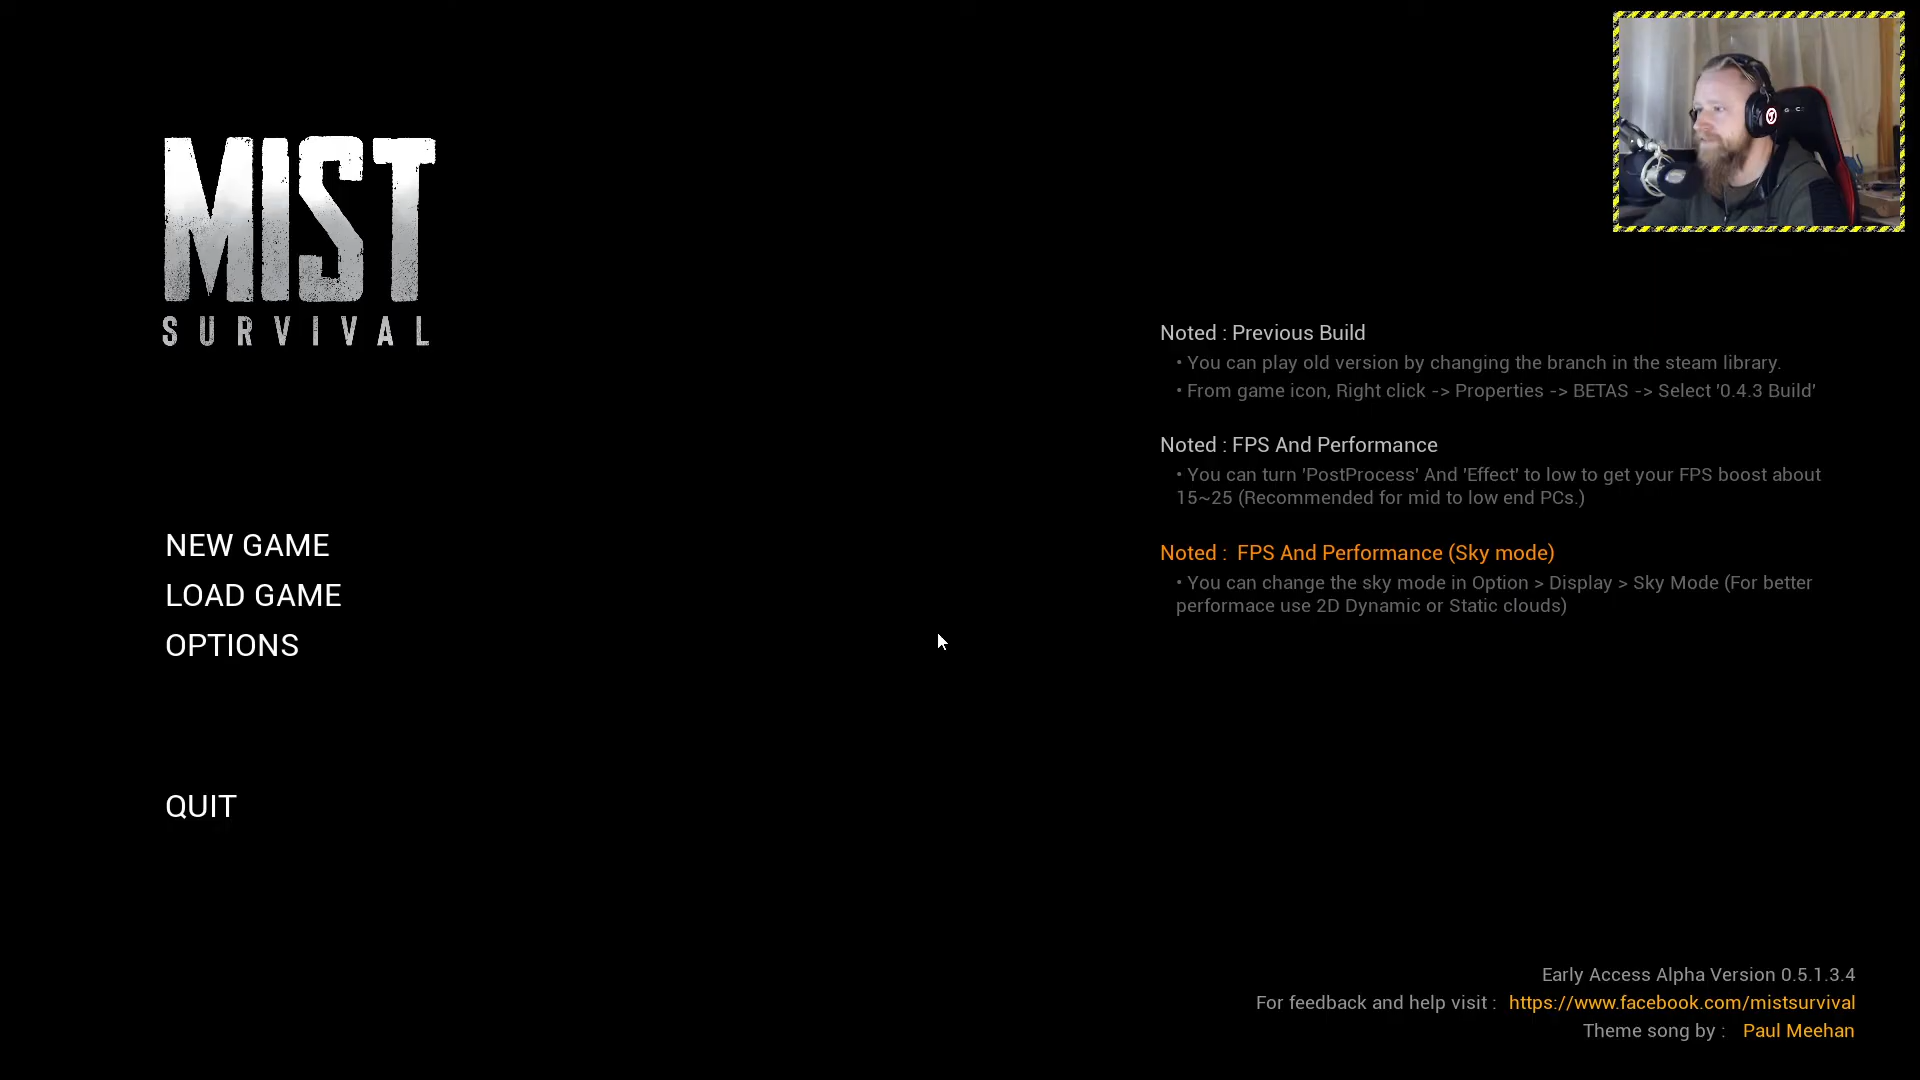 MIST
SURVIVAL
NEW GAME
LOAD GAME
OPTIONS
QUIT
Noted : Previous Build
• You can play old version by changing the branch in the steam library.
• From game icon, Right click -> Properties -> BETAS -> Select '0.4.3 Build'
Noted : FPS And Performance
• You can turn 'PostProcess' And 'Effect' to low to get your FPS boost about
15~25 (Recommended for mid to low end PCs.)
Noted : FPS And Performance (Sky mode)
• You can change the sky mode in Option > Display > Sky Mode (For better
performace use 2D Dynamic or Static clouds)
Early Access Alpha Version 0.5.1.3.4
For feedback and help visit : https://www.facebook.com/mistsurvival
Theme song by : Paul Meehan